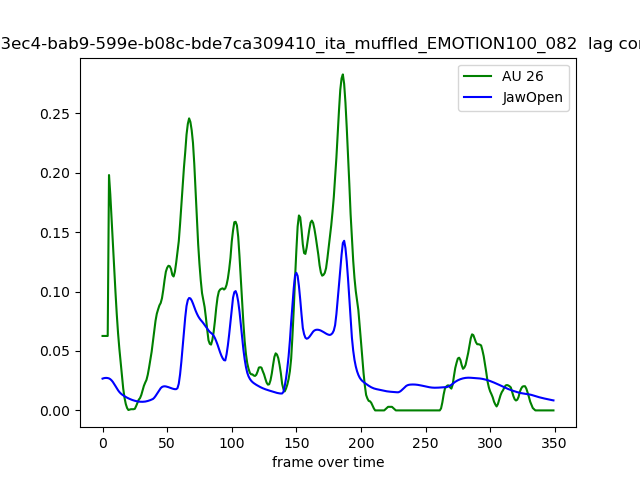 3ec4-bab9-599e-b08c-bde7ca309410_ita_muffled_EMOTION100_082 lag cor
AU 26
JawOpen
0.25
0.20
0.15
0.10
0.05
0.00
0 50 100 150 200 250 300 350
frame over time